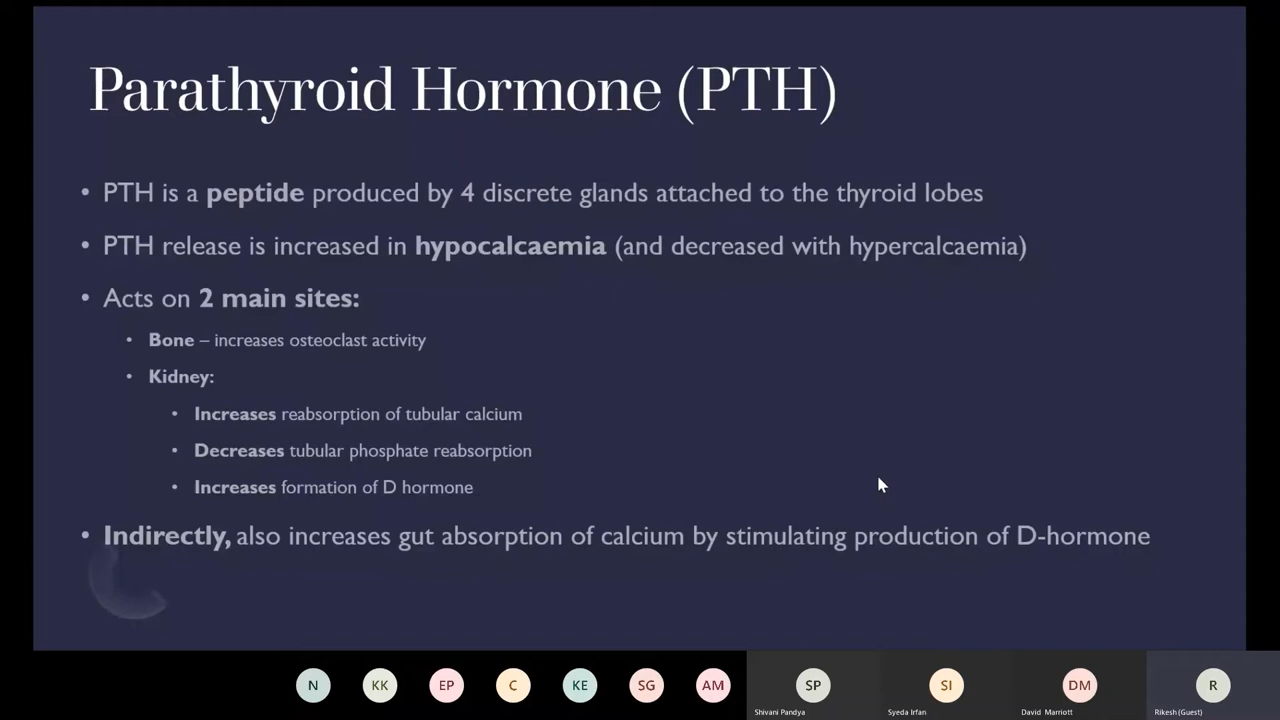 Parathyroid Hormone (PTH)
• PTH is a peptide produced by 4 discrete glands attached to the thyroid lobes
• PTH release is increased in hypocalcaemia (and decreased with hypercalcaemia)
• Acts on 2 main sites:
• Bone – increases osteoclast activity
• Kidney:
• Increases reabsorption of tubular calcium
• Decreases tubular phosphate reabsorption
• Increases formation of D hormone
• Indirectly, also increases gut absorption of calcium by stimulating production of D-hormone
N KK EP C KE SG AM SP SI DM R
Shivani Pandya Syeda Irfan David Marriott Rikesh (Guest)